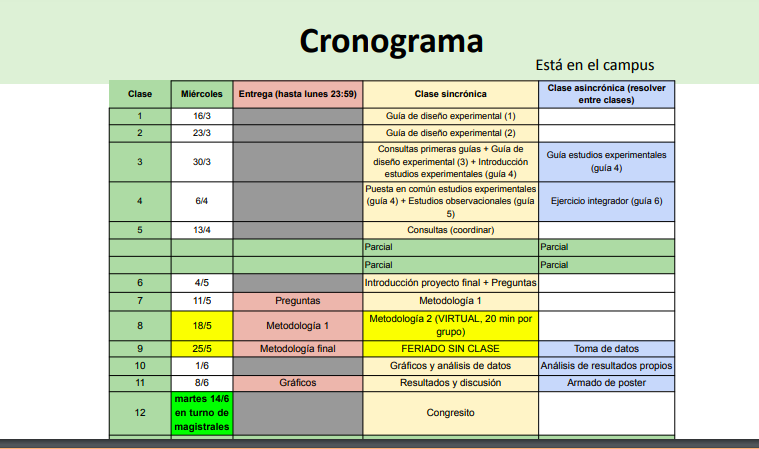 Cronograma
Está en el campus
Clase Miércoles Entrega (hasta lunes 23:59) Clase sincrónica Clase asincrónica (resolver entre clases)
1 16/3 Guía de diseño experimental (1)
2 23/3 Guía de diseño experimental (2)
3 30/3 Consultas primeras guías + Guía de diseño experimental (3) + Introducción estudios experimentales (guía 4) Guía estudios experimentales (guía 4)
4 6/4 Puesta en común estudios experimentales (guía 4) + Estudios observacionales (guía 5) Ejercicio integrador (guía 6)
5 13/4 Consultas (coordinar)
Parcial Parcial
Parcial Parcial
6 4/5 Introducción proyecto final + Preguntas
7 11/5 Preguntas Metodología 1
8 18/5 Metodología 1 Metodología 2 (VIRTUAL, 20 min por grupo)
9 25/5 Metodología final FERIADO SIN CLASE Toma de datos
10 1/6 Gráficos y análisis de datos Análisis de resultados propios
11 8/6 Gráficos Resultados y discusión Armado de poster
12 martes 14/6 en turno de magistrales Congresito